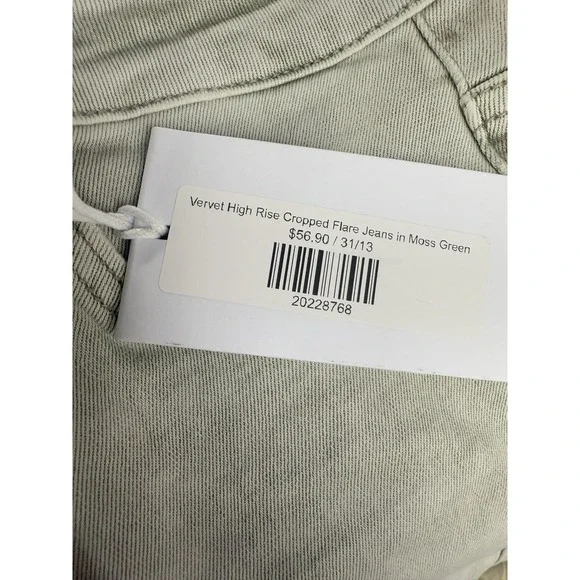 Vervet High Rise Cropped Flare Jeans in Moss Green
$56.90 / 31/13
20228768